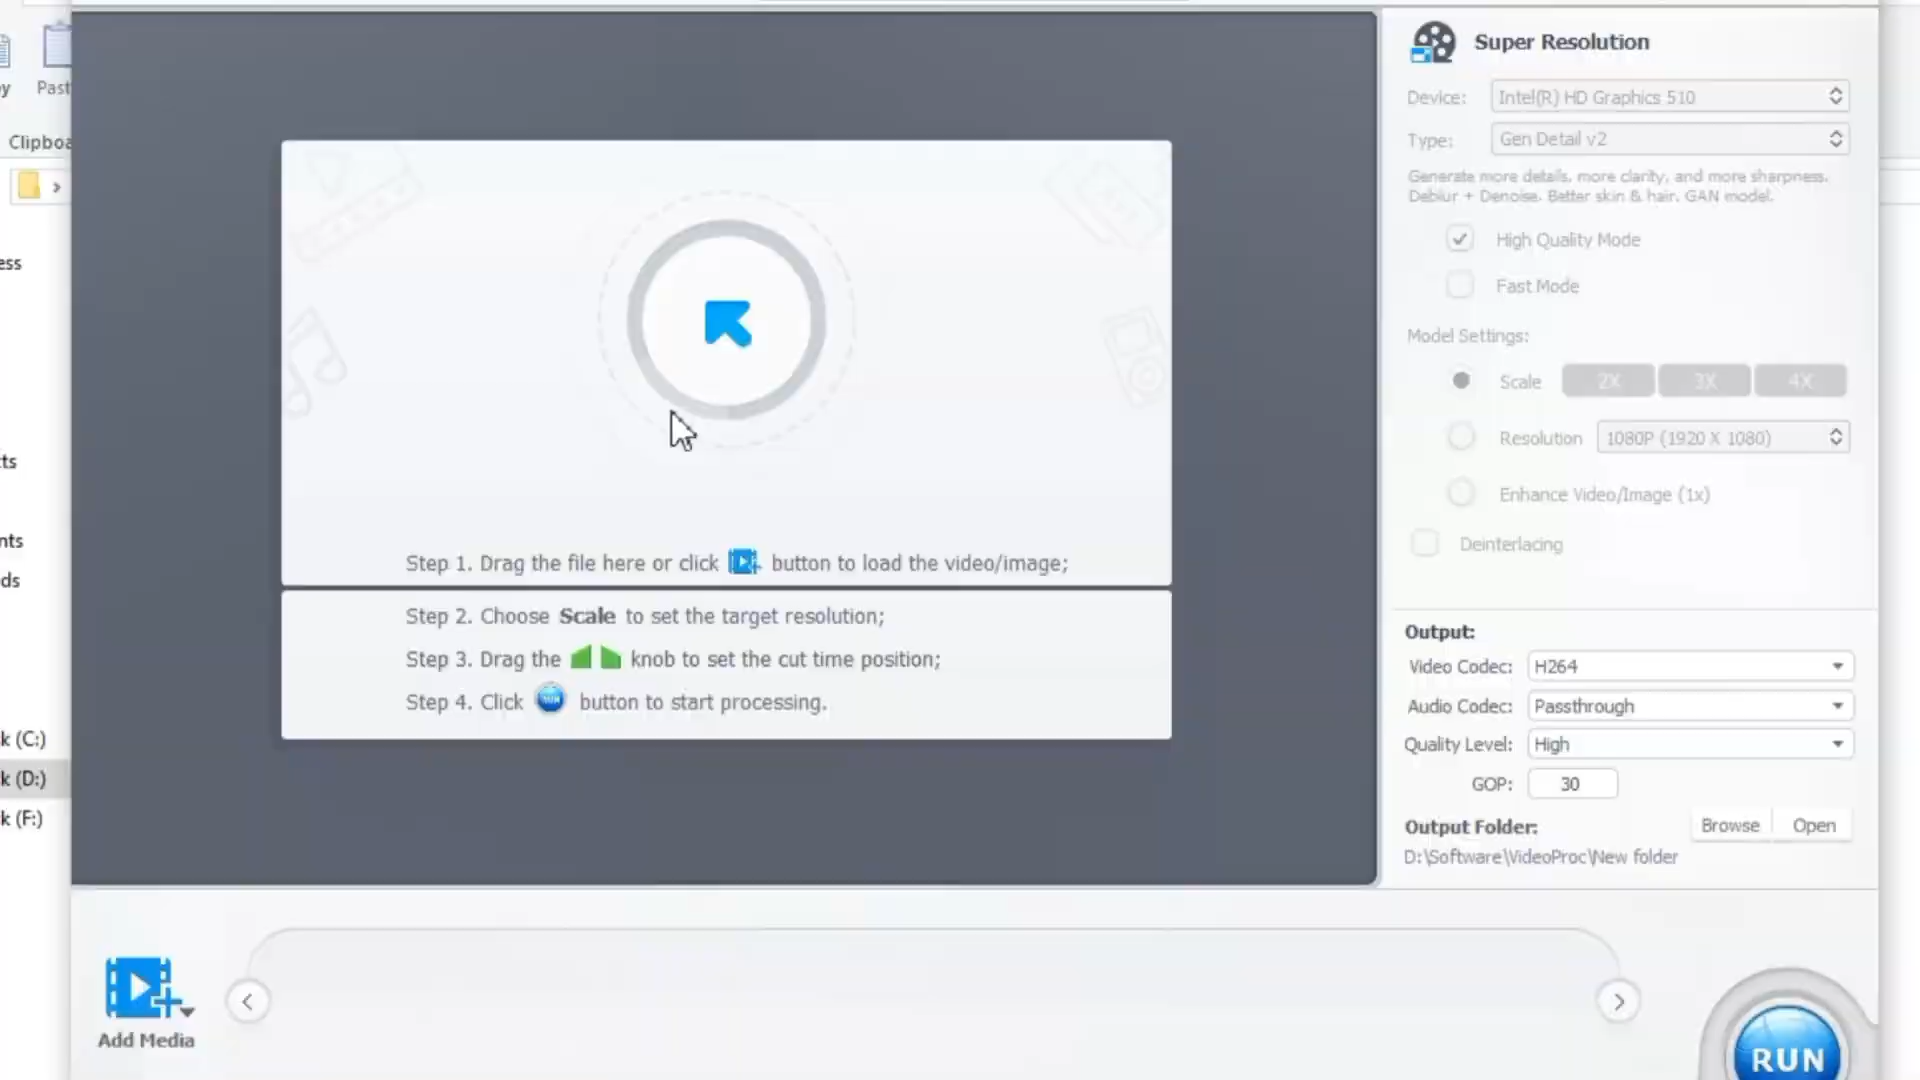 Past
Clipboa
ess
ts
nts
ds
k (C:)
k (D:)
k (F:)
Step 1. Drag the file here or click button to load the video/image;
Step 2. Choose Scale to set the target resolution;
Step 3. Drag the knob to set the cut time position;
Step 4. Click RUN button to start processing.
Add Media
Super Resolution
Device: Intel(R) HD Graphics 510
Type: Gen Detail v2
Generate more details, more clarity, and more sharpness.
Deblur + Denoise. Better skin & hair. GAN model.
High Quality Mode
Fast Mode
Model Settings:
Scale 2X 3X 4X
Resolution 1080P (1920 X 1080)
Enhance Video/Image (1x)
Deinterlacing
Output:
Video Codec: H264
Audio Codec: Passthrough
Quality Level: High
GOP: 30
Output Folder: Browse Open
D:\Software\VideoProc\New folder
RUN